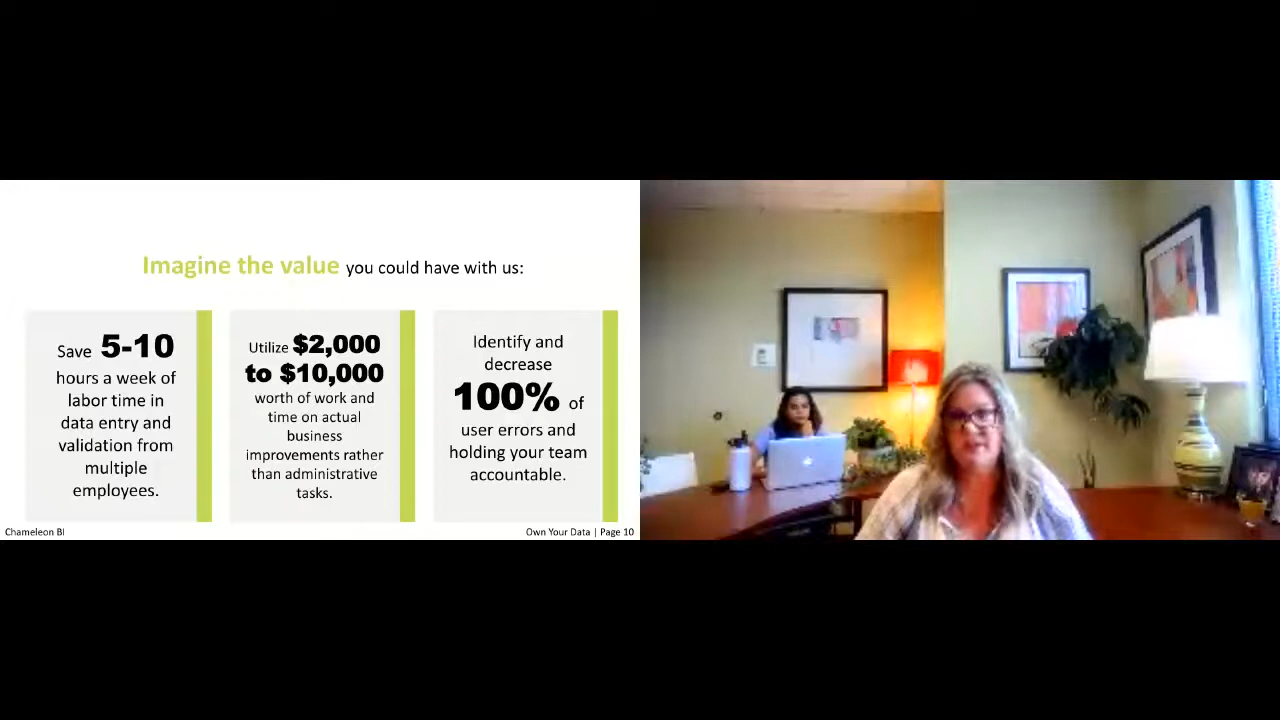 Imagine the value you could have with us:
Save 5-10
hours a week of
labor time in
data entry and
validation from
multiple
employees.
Utilize $2,000
to $10,000
worth of work and
time on actual
business
improvements rather
than administrative
tasks.
Identify and
decrease
100% of
user errors and
holding your team
accountable.
Chameleon BI
Own Your Data | Page 10